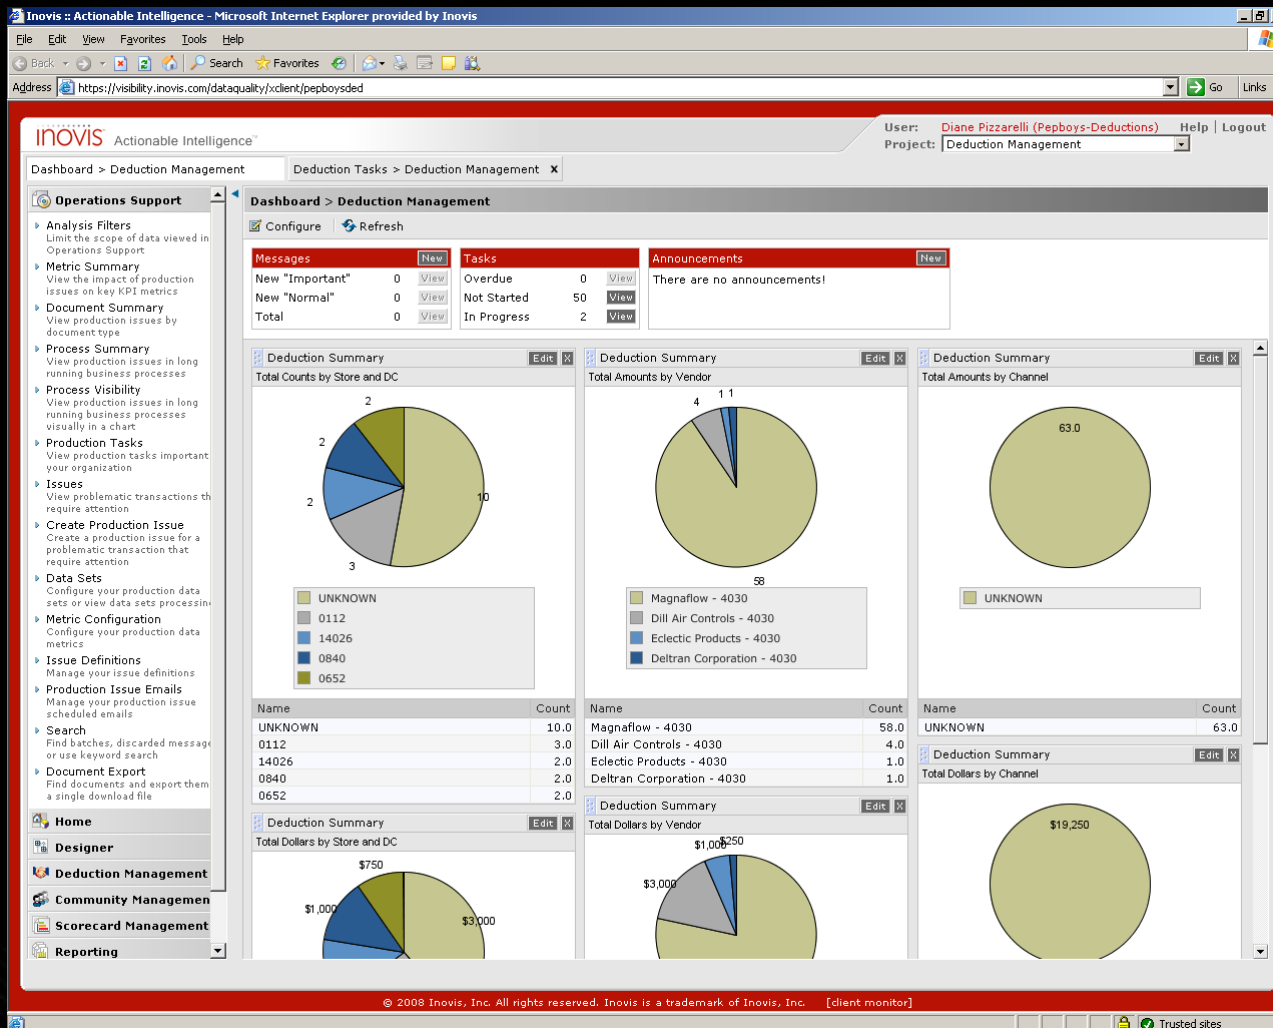 Inovis :: Actionable Intelligence - Microsoft Internet Explorer provided by Inovis
File Edit View Favorites Tools Help
Back Search Favorites
Address https://visibility.inovis.com/dataquality/xclient/pepboysded Go Links
INOVIS Actionable Intelligence™
User: Diane Pizzarelli (Pepboys-Deductions) Help | Logout
Project: Deduction Management
Dashboard > Deduction Management Deduction Tasks > Deduction Management X
Operations Support
Analysis Filters
Limit the scope of data viewed in
Operations Support
Metric Summary
View the impact of production
issues on key KPI metrics
Document Summary
View production issues by
document type
Process Summary
View production issues in long
running business processes
Process Visibility
View production issues in long
running business processes
visually in a chart
Production Tasks
View production tasks important
your organization
Issues
View problematic transactions th
require attention
Create Production Issue
Create a production issue for a
problematic transaction that
require attention
Data Sets
Configure your production data
sets or view data sets processin
Metric Configuration
Configure your production data
metrics
Issue Definitions
Manage your issue definitions
Production Issue Emails
Manage your production issue
scheduled emails
Search
Find batches, discarded message
or use keyword search
Document Export
Find documents and export them
a single download file
Home
Designer
Deduction Management
Community Managemen
Scorecard Management
Reporting
Dashboard > Deduction Management
Configure Refresh
Messages New
New "Important" 0 View
New "Normal" 0 View
Total 0 View
Tasks
Overdue 0 View
Not Started 50 View
In Progress 2 View
Announcements New
There are no announcements!
Deduction Summary Edit X
Total Counts by Store and DC
2
2
10
2
3
UNKNOWN
0112
14026
0840
0652
Name Count
UNKNOWN 10.0
0112 3.0
14026 2.0
0840 2.0
0652 2.0
Deduction Summary Edit X
Total Dollars by Store and DC
$750
$1,000
$3,000
Deduction Summary Edit X
Total Amounts by Vendor
4 1 1
58
Magnaflow - 4030
Dill Air Controls - 4030
Eclectic Products - 4030
Deltran Corporation - 4030
Name Count
Magnaflow - 4030 58.0
Dill Air Controls - 4030 4.0
Eclectic Products - 4030 1.0
Deltran Corporation - 4030 1.0
Deduction Summary Edit X
Total Dollars by Vendor
$1,000 $250
$3,000
Deduction Summary Edit X
Total Amounts by Channel
63.0
UNKNOWN
Name Count
UNKNOWN 63.0
Deduction Summary Edit X
Total Dollars by Channel
$19,250
© 2008 Inovis, Inc. All rights reserved. Inovis is a trademark of Inovis, Inc. [client monitor]
Trusted sites